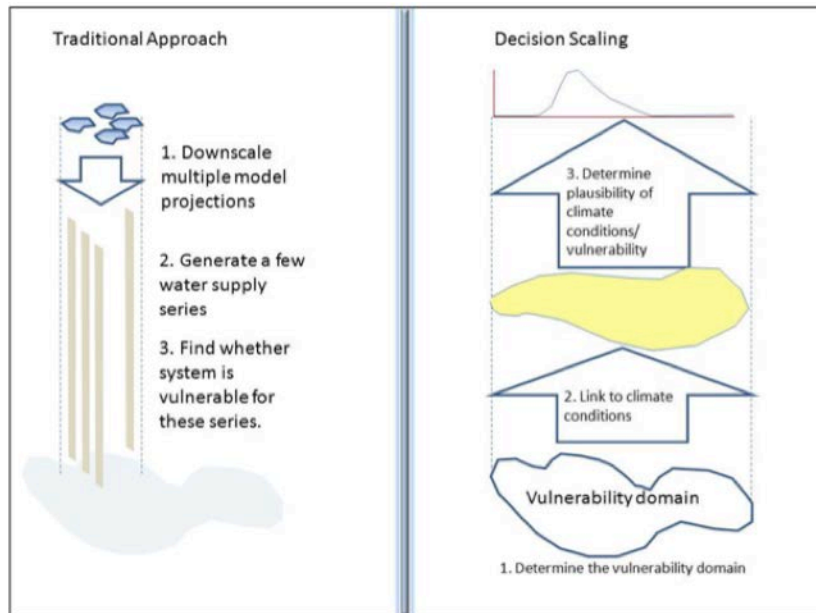 Traditional Approach
1. Downscale
multiple model
projections
2. Generate a few
water supply
series
3. Find whether
system is
vulnerable for
these series.
Decision Scaling
3. Determine
plausibility of
climate
conditions/
vulnerability
2. Link to climate
conditions
Vulnerability domain
1. Determine the vulnerability domain